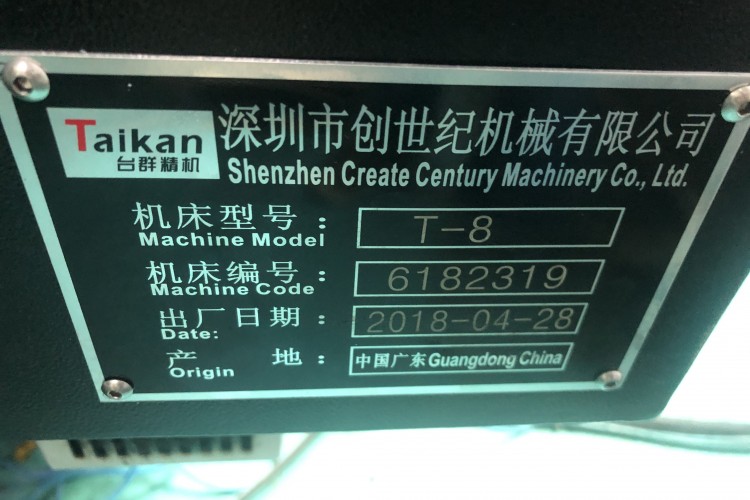 Taikan
台群精机
深圳市创世纪机械有限公司
Shenzhen Create Century Machinery Co., Ltd.
机床型号： T-8
Machine Model
机床编号： 6182319
Machine Code
出厂日期： 2018-04-28
Date:
产 地： 中国广东 Guangdong China
Origin